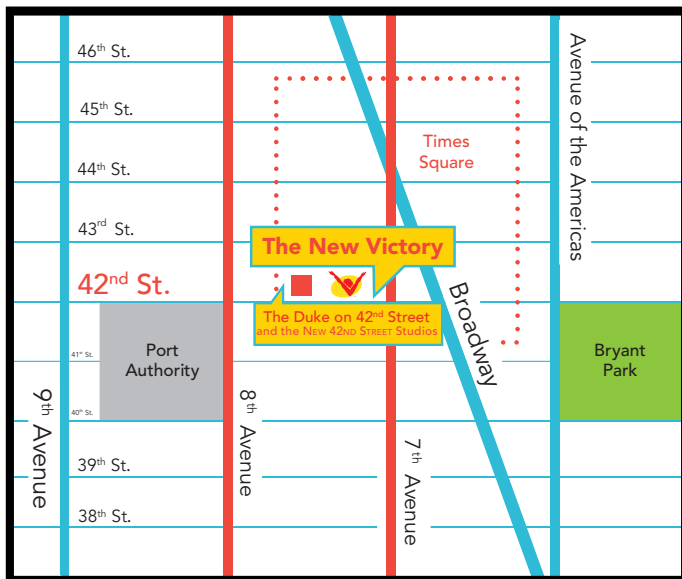 46th St.
45th St.
44th St.
43rd St.
42nd St.
41st St.
40th St.
39th St.
38th St.
Times
Square
The New Victory
The Duke on 42nd Street
and the NEW 42ND STREET Studios
Port
Authority
Bryant
Park
9th Avenue
8th Avenue
7th Avenue
Broadway
Avenue of the Americas